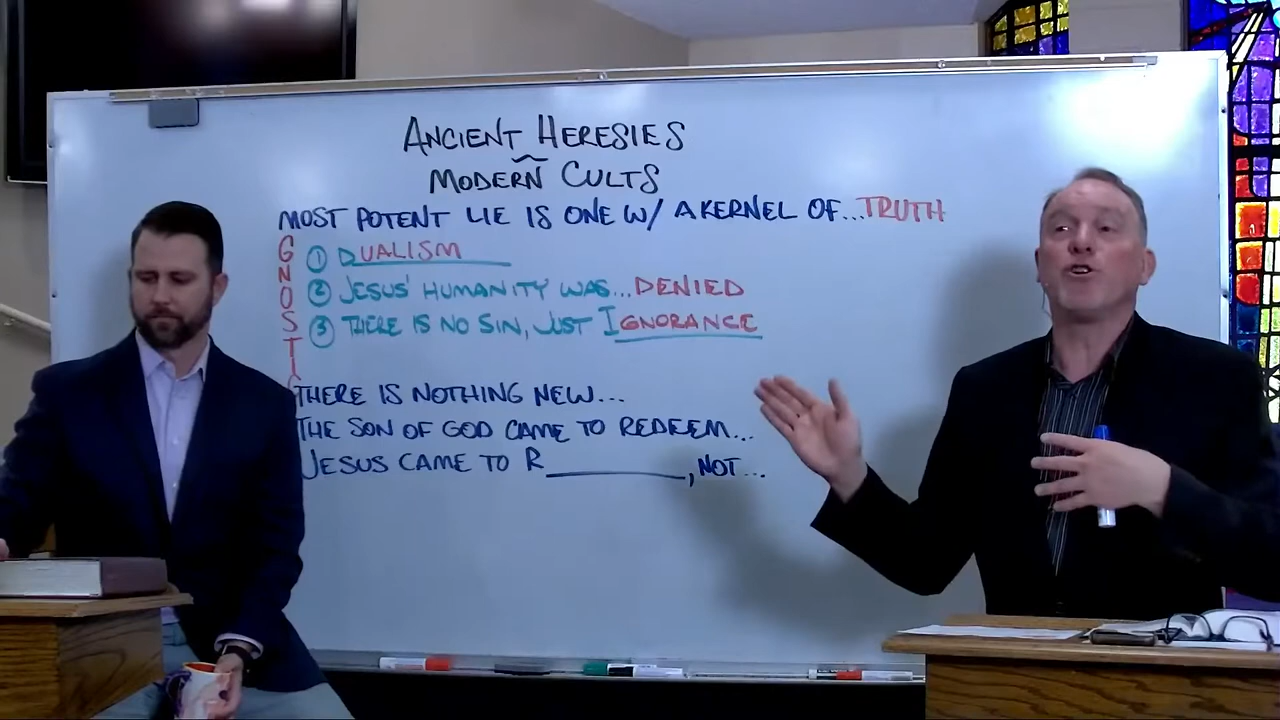 ANCIENT HERESIES
~
MODERN CULTS
MOST POTENT LIE IS ONE W/ A KERNEL OF...TRUTH
GNOSTIC
① DUALISM
② JESUS' HUMANITY WAS...DENIED
③ THERE IS NO SIN, JUST IGNORANCE
THERE IS NOTHING NEW...
THE SON OF GOD CAME TO REDEEM...
JESUS CAME TO R_________, NOT...